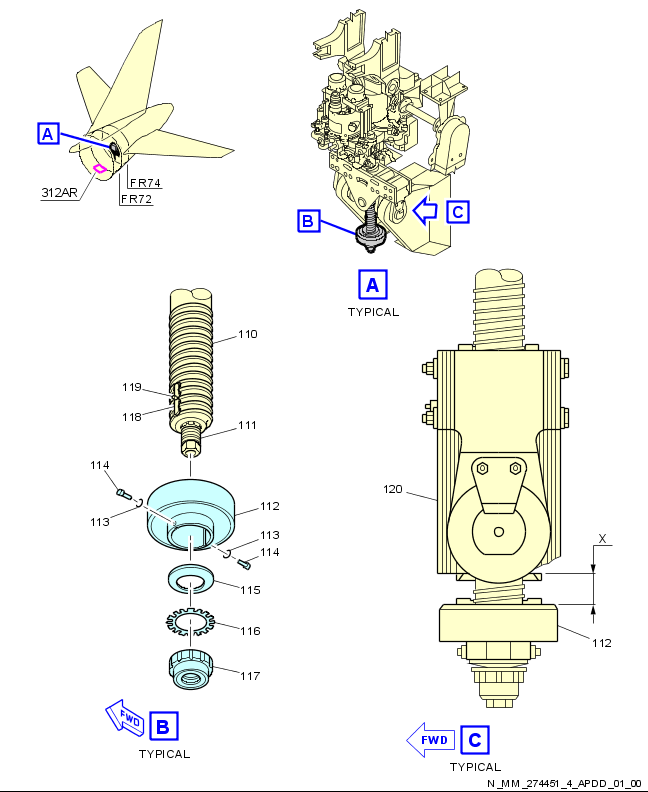 A
312AR
FR74
FR72
B
C
A
TYPICAL
110
119
118
111
114
113
112
113
114
115
116
117
FWD
B
TYPICAL
120
X
112
FWD
C
TYPICAL
N_MM_274451_4_APDD_01_00